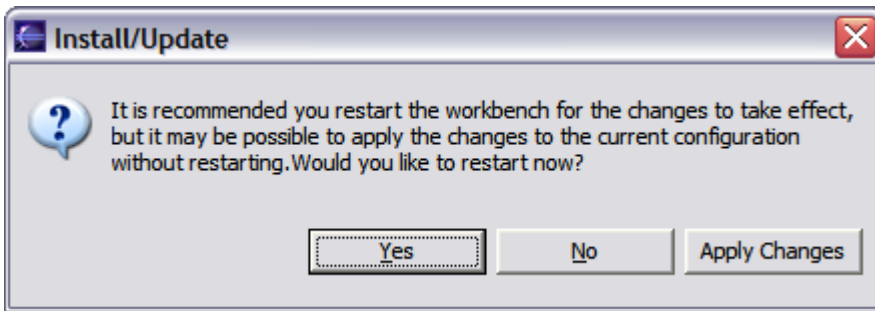 Install/Update
It is recommended you restart the workbench for the changes to take effect,
but it may be possible to apply the changes to the current configuration
without restarting.Would you like to restart now?
Yes
No
Apply Changes